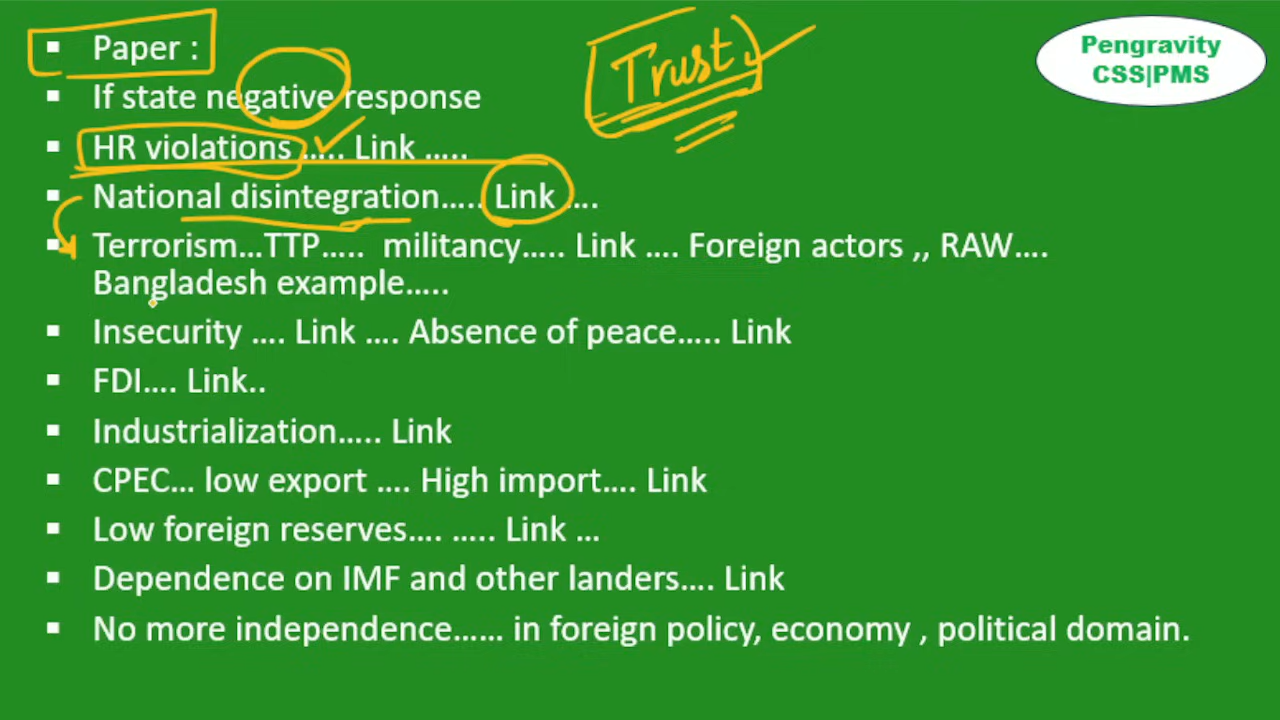 Paper :
Trust
Pengravity
CSS|PMS
If state negative response
HR violations ….. Link …..
National disintegration….. Link ….
Terrorism…TTP….. militancy….. Link …. Foreign actors ,, RAW….
Bangladesh example…..
Insecurity …. Link …. Absence of peace….. Link
FDI…. Link..
Industrialization….. Link
CPEC… low export …. High import…. Link
Low foreign reserves…. ….. Link …
Dependence on IMF and other landers…. Link
No more independence…… in foreign policy, economy , political domain.